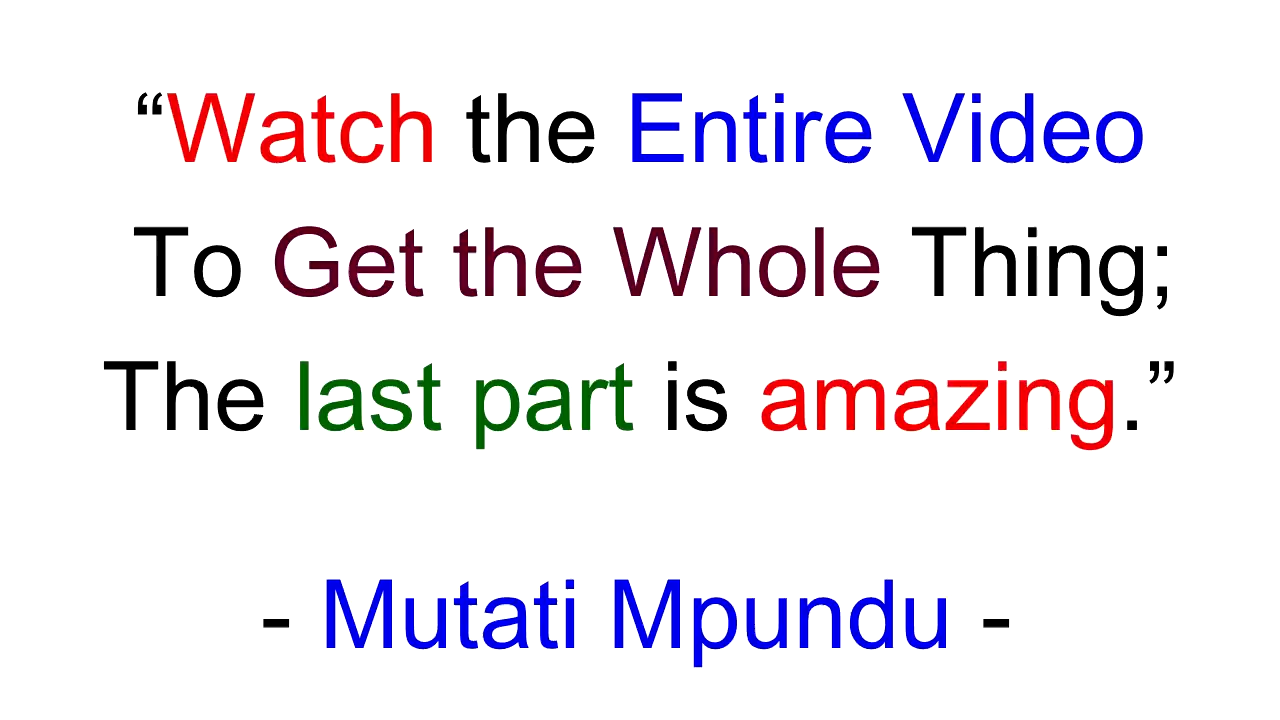 “Watch the Entire Video
To Get the Whole Thing;
The last part is amazing.”
- Mutati Mpundu -